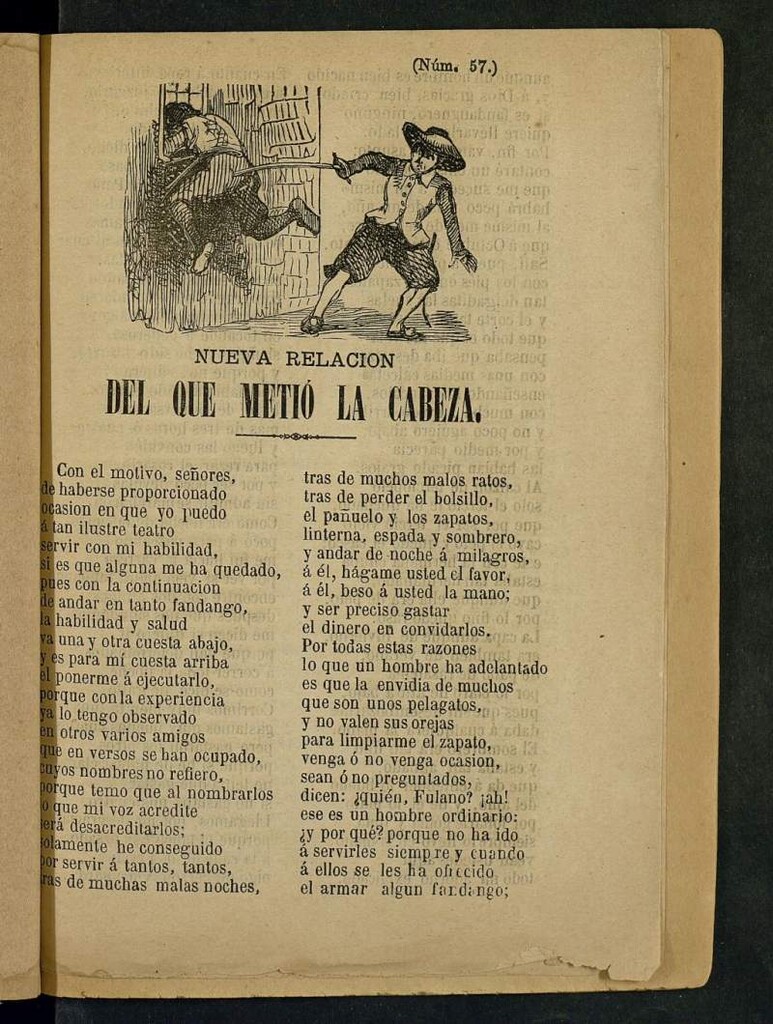 (Núm. 57.)
NUEVA RELACION
DEL QUE METIÓ LA CABEZA.
Con el motivo, señores,
de haberse proporcionado
ocasion en que yo puedo
á tan ilustre teatro
servir con mi habilidad,
si es que alguna me ha quedado,
pues con la continuacion
de andar en tanto fandango,
la habilidad y salud
va una y otra cuesta abajo,
y es para mí cuesta arriba
el ponerme á ejecutarlo,
porque con la experiencia
ya lo tengo observado
en otros varios amigos
que en versos se han ocupado,
cuyos nombres no refiero,
porque temo que al nombrarlos
o que mi voz acredite
erá desacreditarlos;
olamente he conseguido
por servir á tantos, tantos,
ras de muchas malas noches,
tras de muchos malos ratos,
tras de perder el bolsillo,
el pañuelo y los zapatos,
linterna, espada y sombrero,
y andar de noche á milagros,
á él, hágame usted el favor,
á él, beso á usted la mano;
y ser preciso gastar
el dinero en convidarlos.
Por todas estas razones
lo que un hombre ha adelantado
es que la envidia de muchos
que son unos pelagatos,
y no valen sus orejas
para limpiarme el zapato,
venga ó no venga ocasion,
sean ó no preguntados,
dicen: ¿quién, Fulano? ¡ah!
ese es un hombre ordinario:
¿y por qué? porque no ha ido
á servirles siempre y cuando
á ellos se les ha ofrecido
el armar algun fandango;